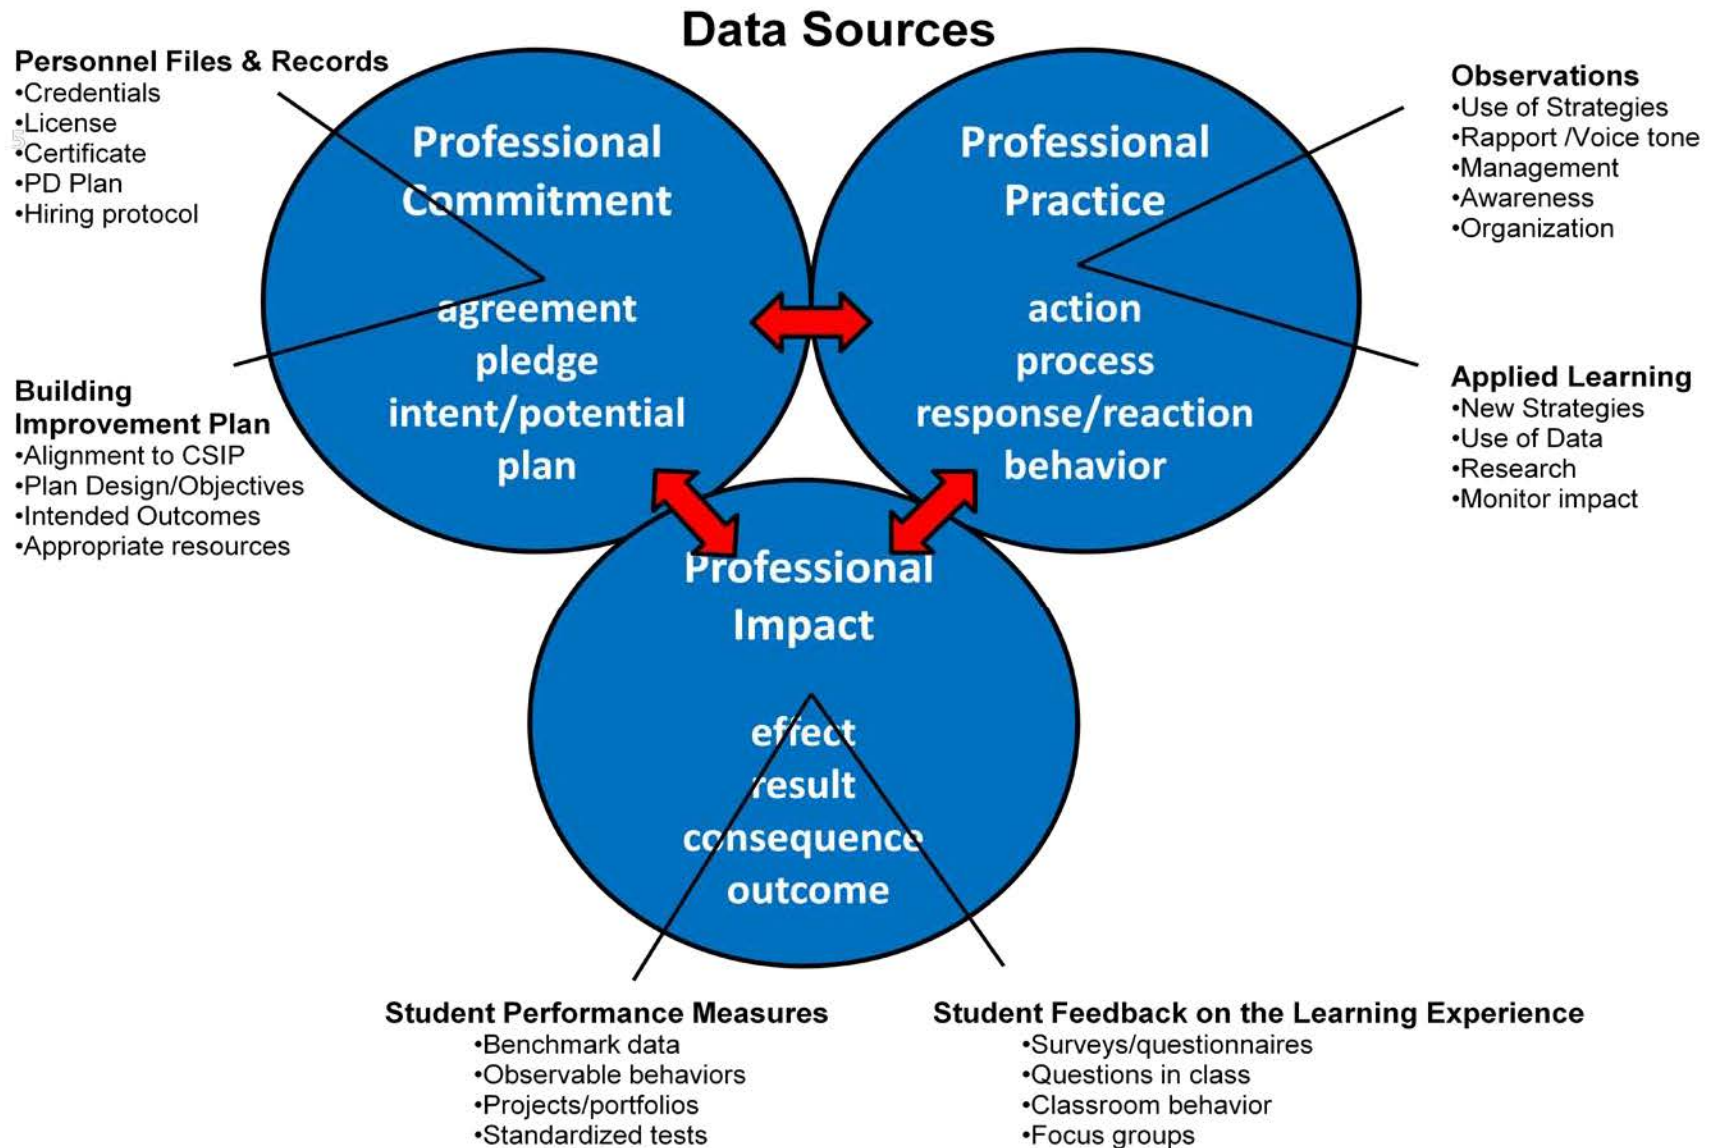 Data Sources
Personnel Files & Records
•Credentials
•License
•Certificate
•PD Plan
•Hiring protocol
5
Building
Improvement Plan
•Alignment to CSIP
•Plan Design/Objectives
•Intended Outcomes
•Appropriate resources
Professional
Commitment
agreement
pledge
intent/potential
plan
Professional
Practice
action
process
response/reaction
behavior
Observations
•Use of Strategies
•Rapport /Voice tone
•Management
•Awareness
•Organization
Applied Learning
•New Strategies
•Use of Data
•Research
•Monitor impact
Professional
Impact
effect
result
consequence
outcome
Student Performance Measures
•Benchmark data
•Observable behaviors
•Projects/portfolios
•Standardized tests
Student Feedback on the Learning Experience
•Surveys/questionnaires
•Questions in class
•Classroom behavior
•Focus groups